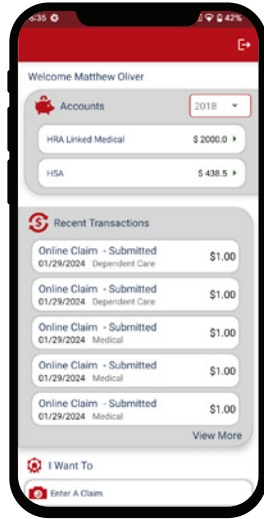 6:35
42%
Welcome Matthew Oliver
Accounts
2018
HRA Linked Medical $ 2000.0
HSA $ 438.5
Recent Transactions
Online Claim - Submitted
01/29/2024 Dependent Care $1.00
Online Claim - Submitted
01/29/2024 Dependent Care $1.00
Online Claim - Submitted
01/29/2024 Medical $1.00
Online Claim - Submitted
01/29/2024 Medical $1.00
Online Claim - Submitted
01/29/2024 Medical $1.00
View More
I Want To
Enter A Claim